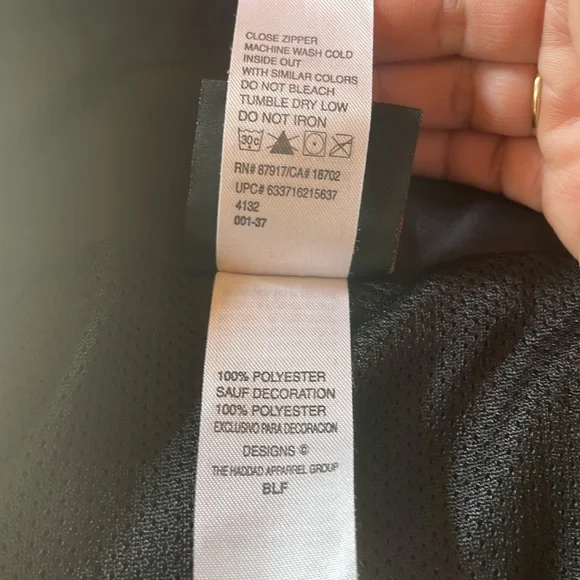 CLOSE ZIPPER
MACHINE WASH COLD
INSIDE OUT
WITH SIMILAR COLORS
DO NOT BLEACH
TUMBLE DRY LOW
DO NOT IRON
30c
RN# 87917/CA# 18702
UPC# 633716215637
4132
001-37
100% POLYESTER
SAUF DECORATION
100% POLYESTER
EXCLUSIVO PARA DECORACION
DESIGNS ©
THE HADDAD APPARREL GROUP
BLF